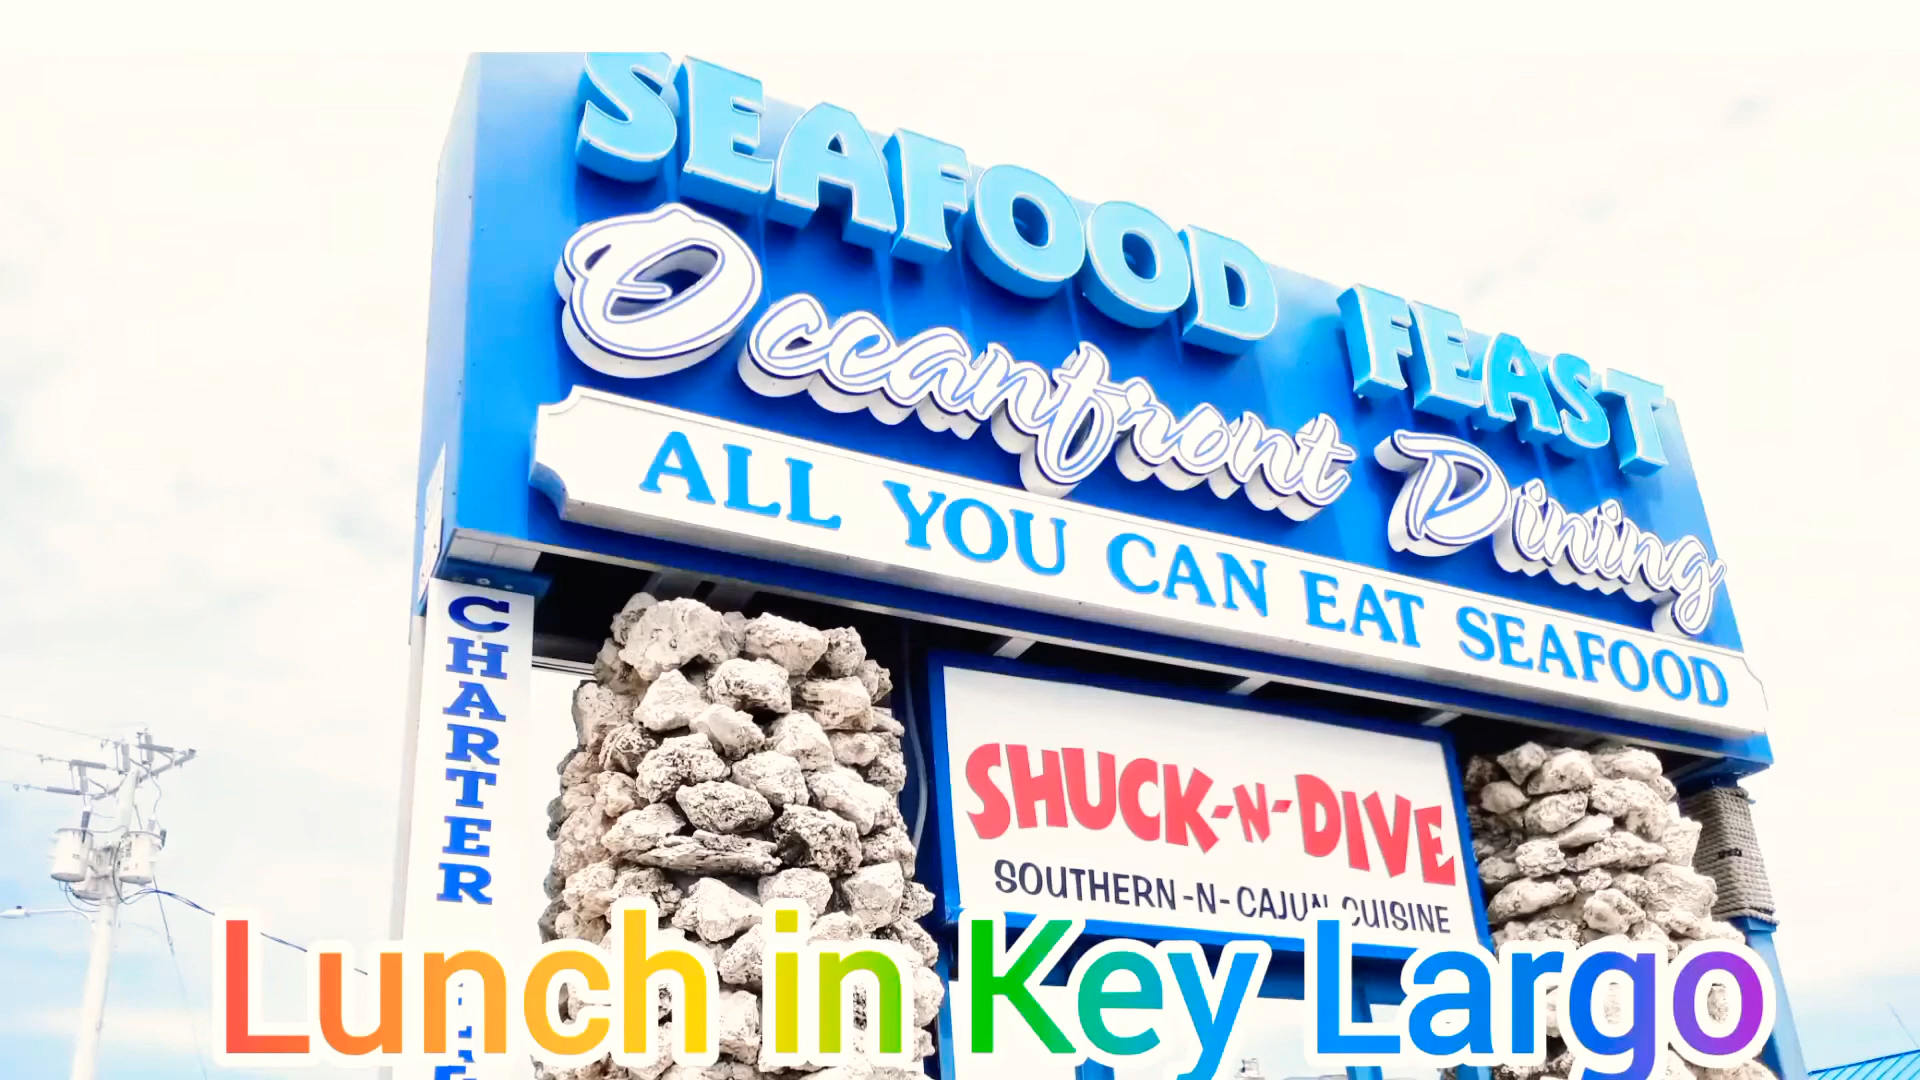 SEAFOOD FEAST
Oceanfront Dining
ALL YOU CAN EAT SEAFOOD
CHARTER
SHUCK-N-DIVE
SOUTHERN-N-CAJUN CUISINE
Lunch in Key Largo